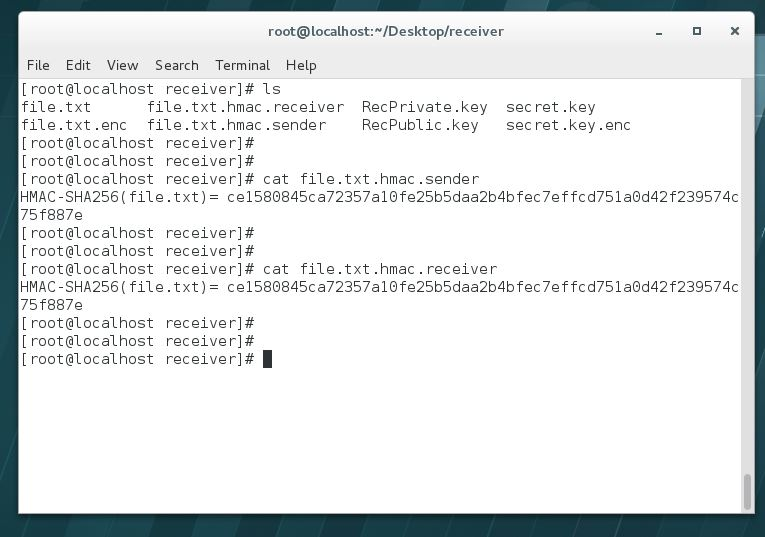 root@localhost:~/Desktop/receiver
File Edit View Search Terminal Help
[root@localhost receiver]# ls
file.txt      file.txt.hmac.receiver  RecPrivate.key  secret.key
file.txt.enc  file.txt.hmac.sender    RecPublic.key   secret.key.enc
[root@localhost receiver]#
[root@localhost receiver]#
[root@localhost receiver]# cat file.txt.hmac.sender
HMAC-SHA256(file.txt)= ce1580845ca72357a10fe25b5daa2b4bfec7effcd751a0d42f239574c
75f887e
[root@localhost receiver]#
[root@localhost receiver]#
[root@localhost receiver]# cat file.txt.hmac.receiver
HMAC-SHA256(file.txt)= ce1580845ca72357a10fe25b5daa2b4bfec7effcd751a0d42f239574c
75f887e
[root@localhost receiver]#
[root@localhost receiver]#
[root@localhost receiver]#